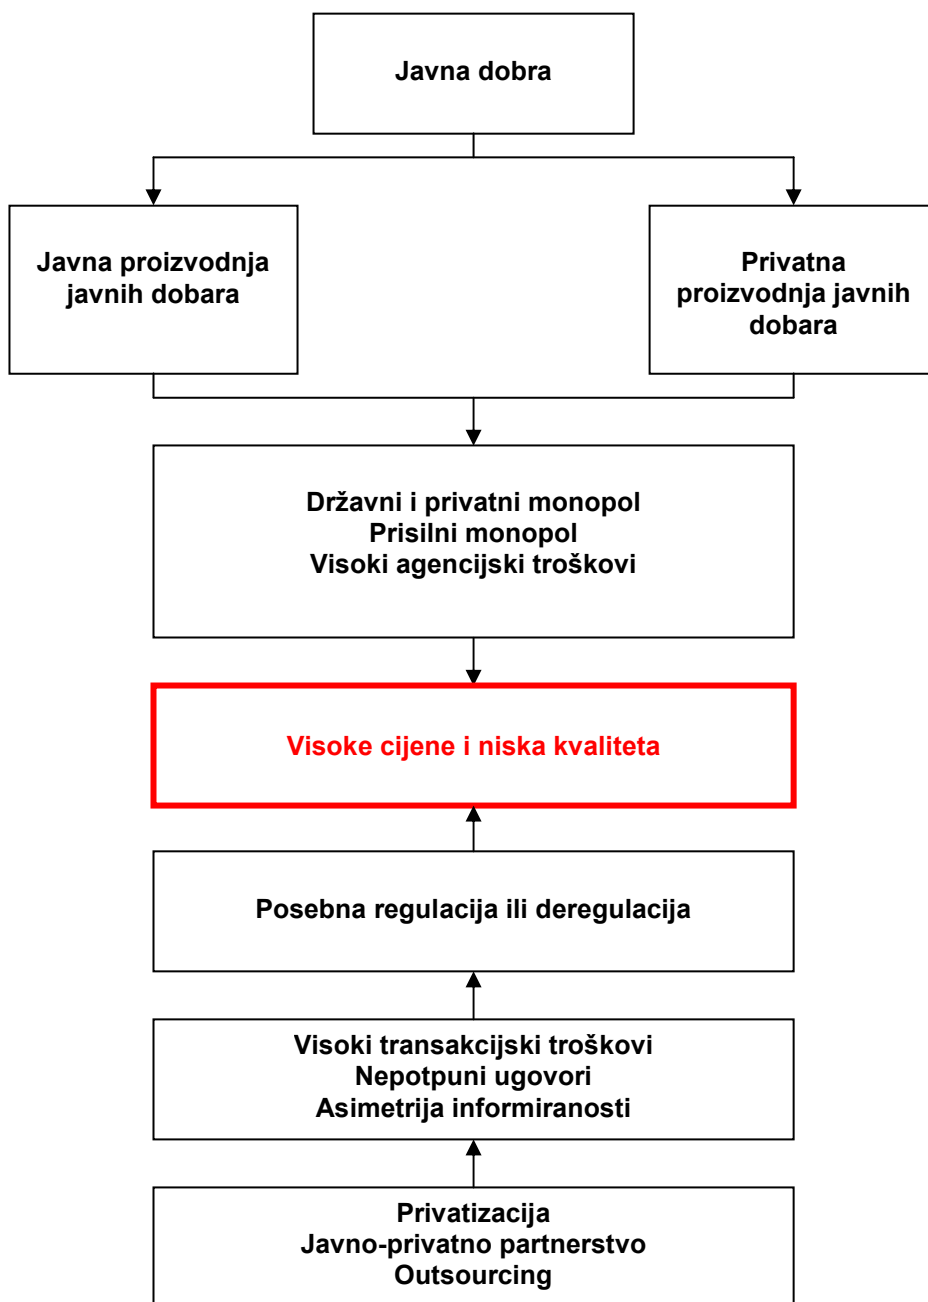 Javna dobra
Javna proizvodnja
javnih dobara
Privatna
proizvodnja javnih
dobara
Državni i privatni monopol
Prisilni monopol
Visoki agencijski troškovi
Visoke cijene i niska kvaliteta
Posebna regulacija ili deregulacija
Visoki transakcijski troškovi
Nepotpuni ugovori
Asimetrija informiranosti
Privatizacija
Javno-privatno partnerstvo
Outsourcing